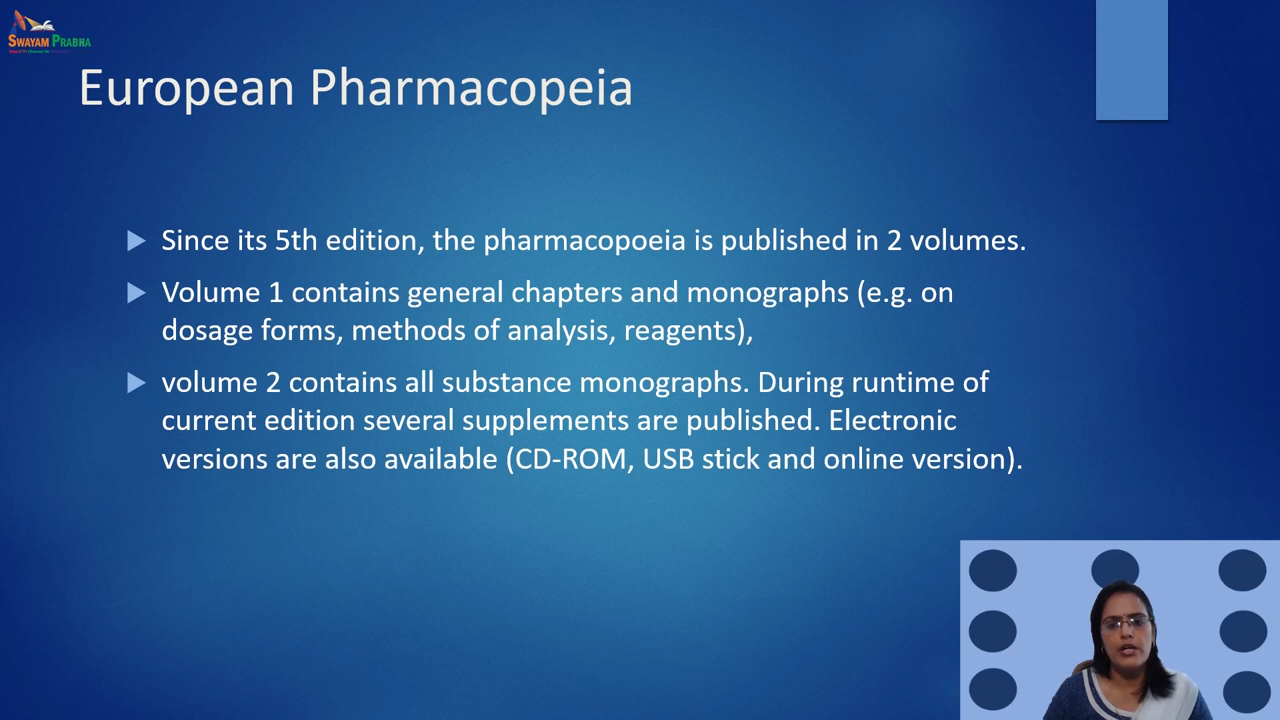 SWAYAM PRABHA
European Pharmacopeia
Since its 5th edition, the pharmacopoeia is published in 2 volumes.
Volume 1 contains general chapters and monographs (e.g. on
dosage forms, methods of analysis, reagents),
volume 2 contains all substance monographs. During runtime of
current edition several supplements are published. Electronic
versions are also available (CD-ROM, USB stick and online version).